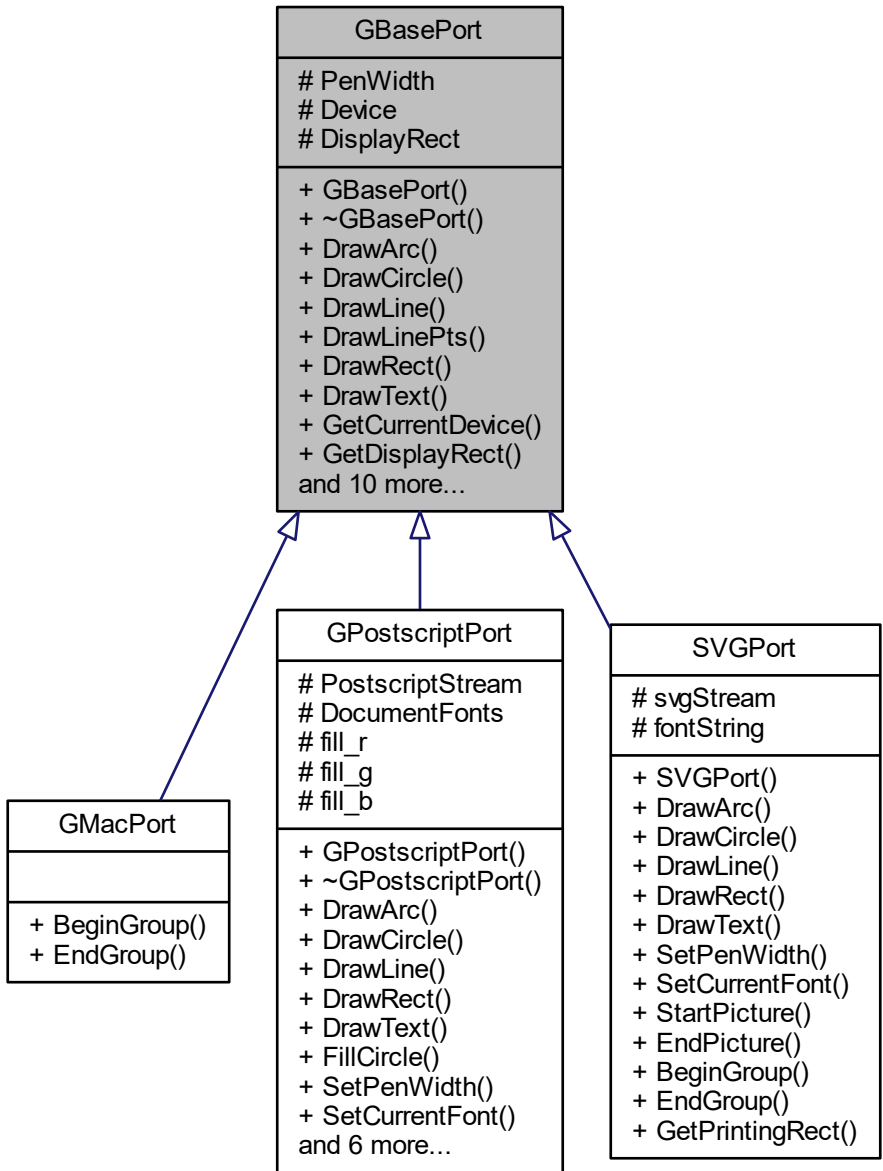 GBasePort
# PenWidth
# Device
# DisplayRect
+ GBasePort()
+ ~GBasePort()
+ DrawArc()
+ DrawCircle()
+ DrawLine()
+ DrawLinePts()
+ DrawRect()
+ DrawText()
+ GetCurrentDevice()
+ GetDisplayRect()
and 10 more...
GMacPort
+ BeginGroup()
+ EndGroup()
GPostscriptPort
# PostscriptStream
# DocumentFonts
# fill_r
# fill_g
# fill_b
+ GPostscriptPort()
+ ~GPostscriptPort()
+ DrawArc()
+ DrawCircle()
+ DrawLine()
+ DrawRect()
+ DrawText()
+ FillCircle()
+ SetPenWidth()
+ SetCurrentFont()
and 6 more...
SVGPort
# svgStream
# fontString
+ SVGPort()
+ DrawArc()
+ DrawCircle()
+ DrawLine()
+ DrawRect()
+ DrawText()
+ SetPenWidth()
+ SetCurrentFont()
+ StartPicture()
+ EndPicture()
+ BeginGroup()
+ EndGroup()
+ GetPrintingRect()